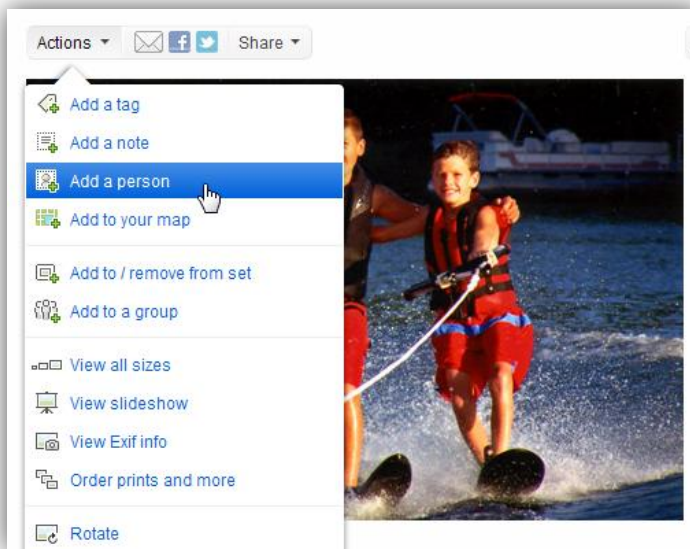 Actions Share
Add a tag
Add a note
Add a person
Add to your map
Add to / remove from set
Add to a group
View all sizes
View slideshow
View Exif info
Order prints and more
Rotate